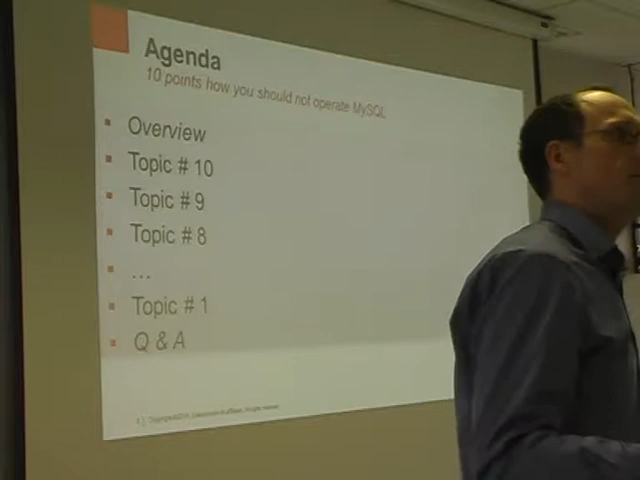 Agenda
10 points how you should not operate MySQL
Overview
Topic # 10
Topic # 9
Topic # 8
...
Topic # 1
Q & A